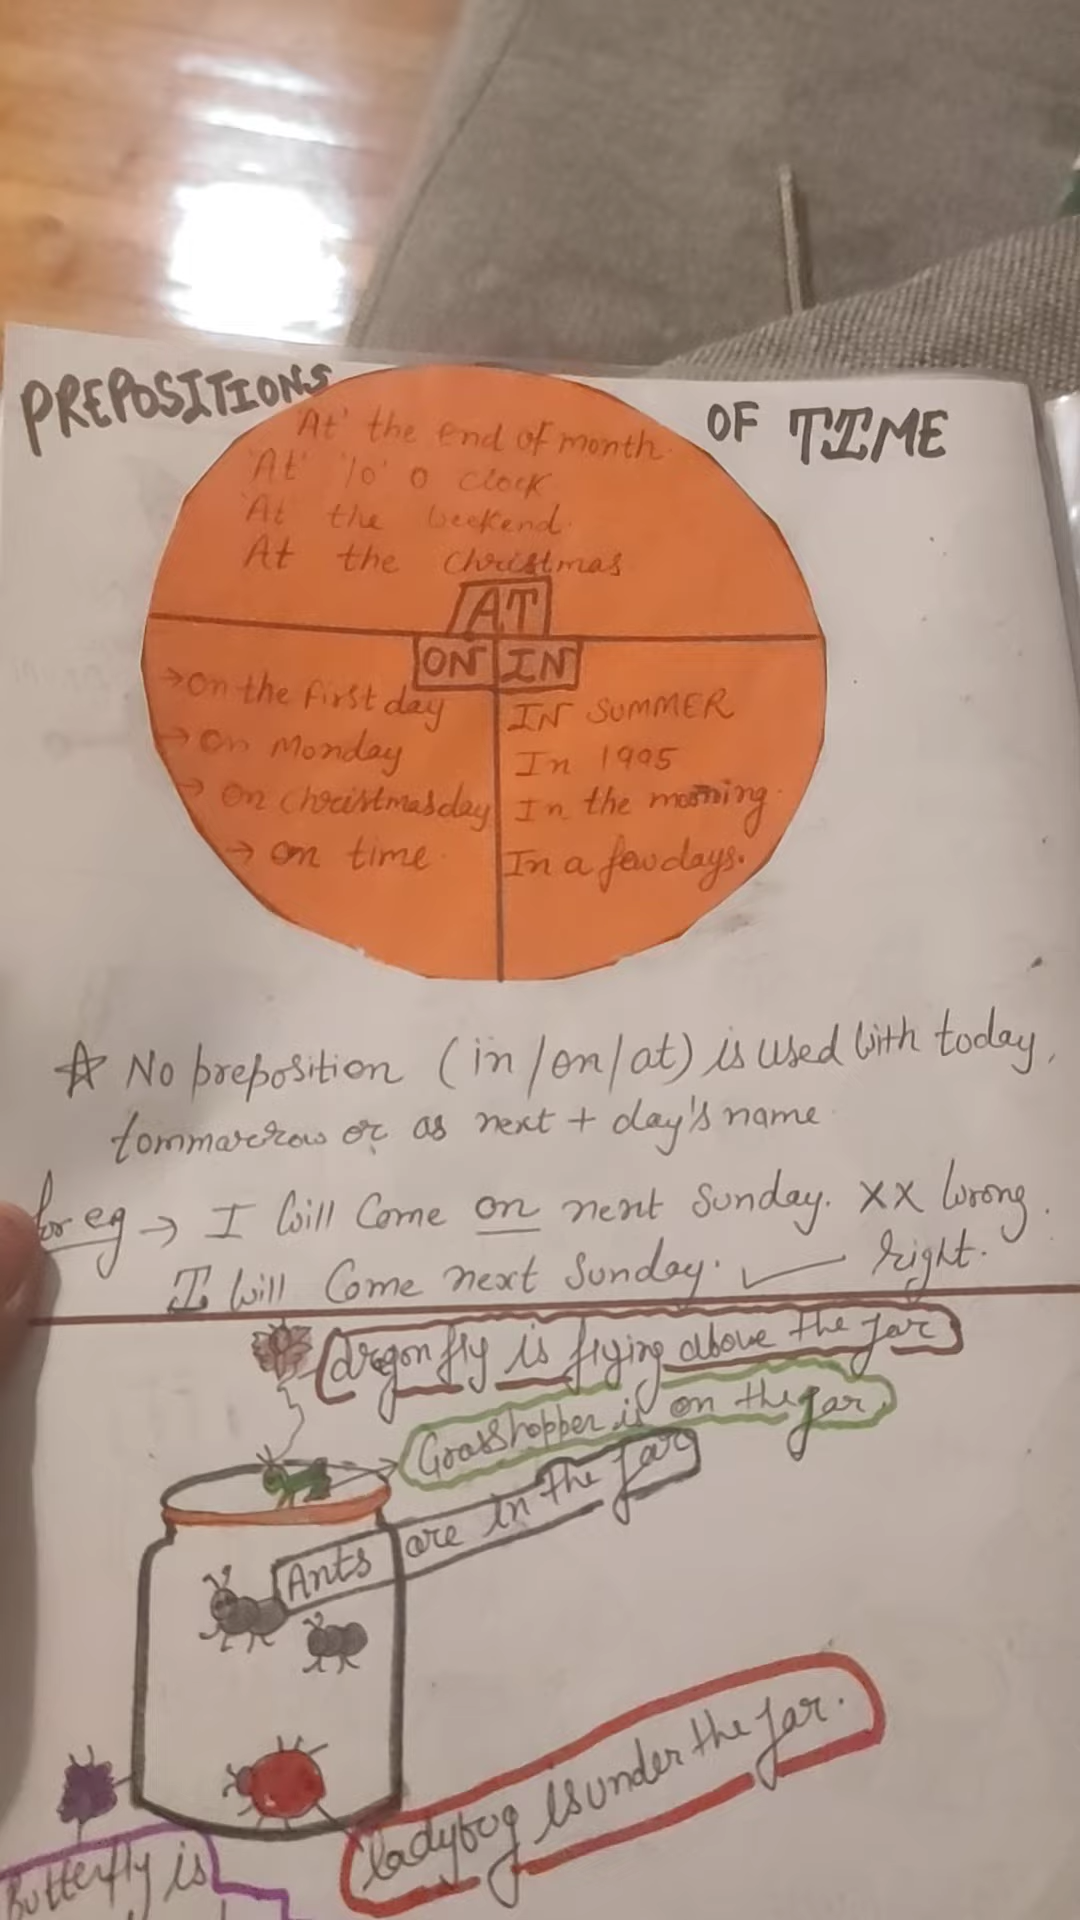 PREPOSITIONS OF TIME
'At' the end of month
'At' '10' o clock
'At the weekend.
At the christmas
AT
ON
IN
→ On the first day
→ On Monday
→ On christmasday
→ on time.
IN SUMMER
In 1995
In the morning.
In a few days.
☆ No preposition (in/on/at) is used with today,
tommarrow or as next + day's name
for eg → I will come on next Sunday. XX wrong.
I will come next Sunday. ✓ right.
dragonfly is flying above the jar
Grasshopper is on the jar.
Ants are in the jar
ladybug is under the jar.
Butterfly is